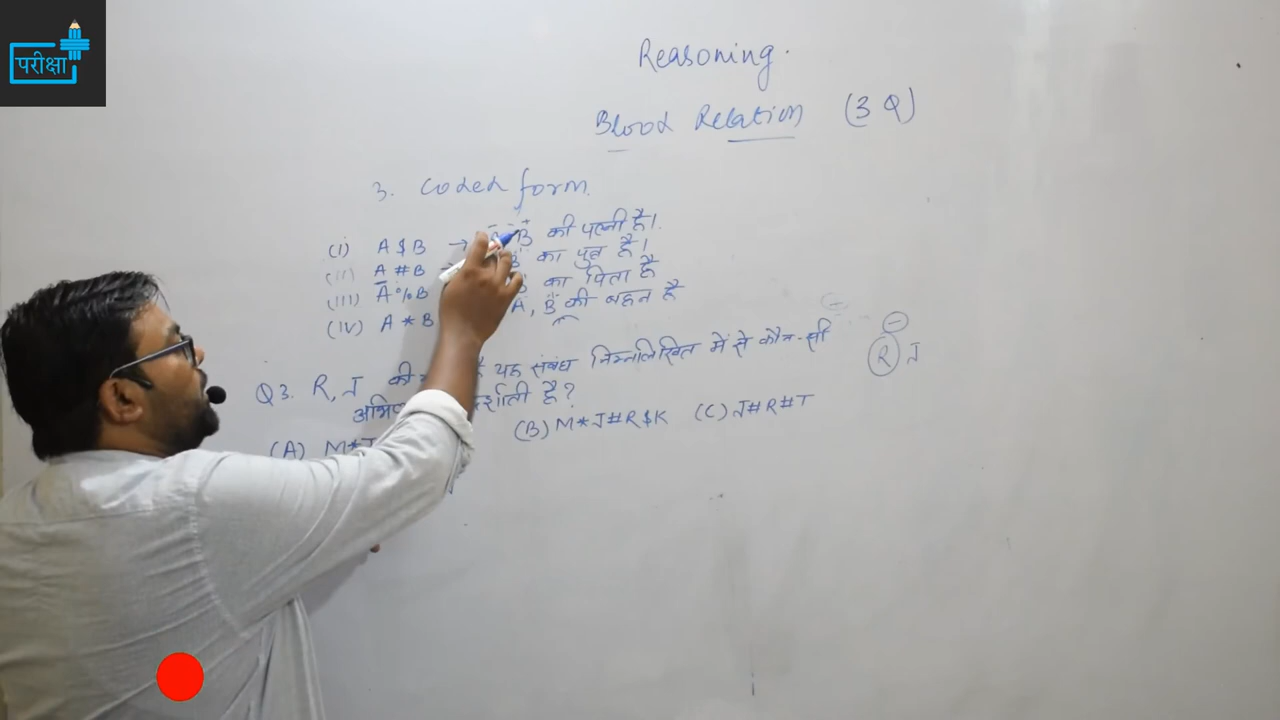 परीक्षा
Reasoning.
Blood Relation (3 Q)
3. Coded form.
(i) A $ B → B की पत्नी है।
(ii) A # B B का पुत्र है।
(iii) A % B का पिता है
(iv) A * B A, B की बहन है
Q3. R, J की है यह संबंध निम्नलिखित में से कौन-सी
R J
है?
(A) M*J (B) M*J#R$K (C) J#R#T